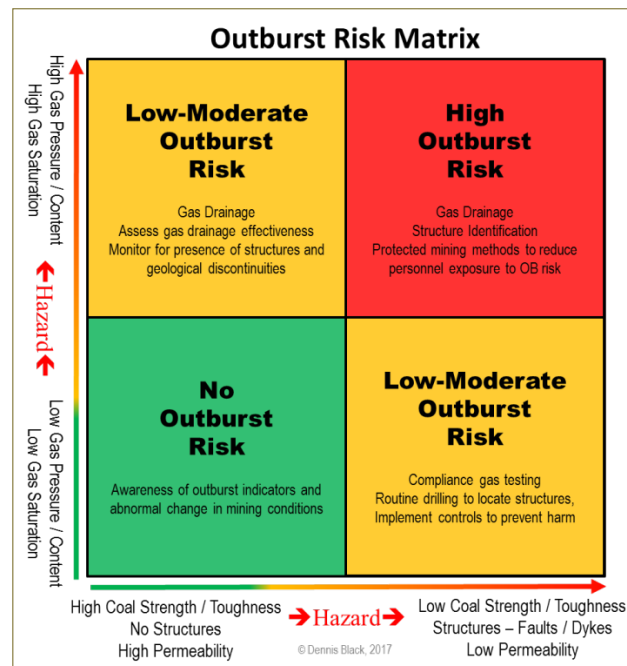 Outburst Risk Matrix
High Gas Pressure / Content
High Gas Saturation
Hazard
Low Gas Pressure / Content
Low Gas Saturation
Low-Moderate
Outburst
Risk
Gas Drainage
Assess gas drainage effectiveness
Monitor for presence of structures and
geological discontinuities
High
Outburst
Risk
Gas Drainage
Structure Identification
Protected mining methods to reduce
personnel exposure to OB risk
No
Outburst
Risk
Awareness of outburst indicators and
abnormal change in mining conditions
Low-Moderate
Outburst
Risk
Compliance gas testing
Routine drilling to locate structures,
Implement controls to prevent harm
High Coal Strength / Toughness
No Structures
High Permeability
Hazard
© Dennis Black, 2017
Low Coal Strength / Toughness
Structures – Faults / Dykes
Low Permeability